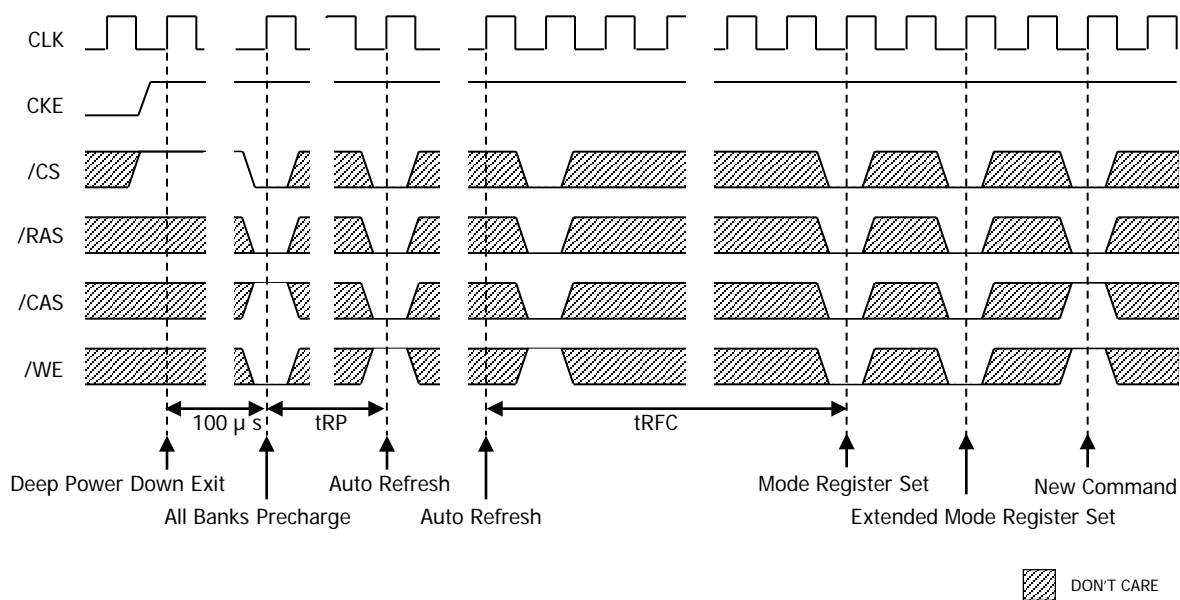 CLK
CKE
/CS
/RAS
/CAS
/WE
100 µ s
tRP
tRFC
Deep Power Down Exit
Auto Refresh
Mode Register Set
New Command
All Banks Precharge
Auto Refresh
Extended Mode Register Set
DON'T CARE